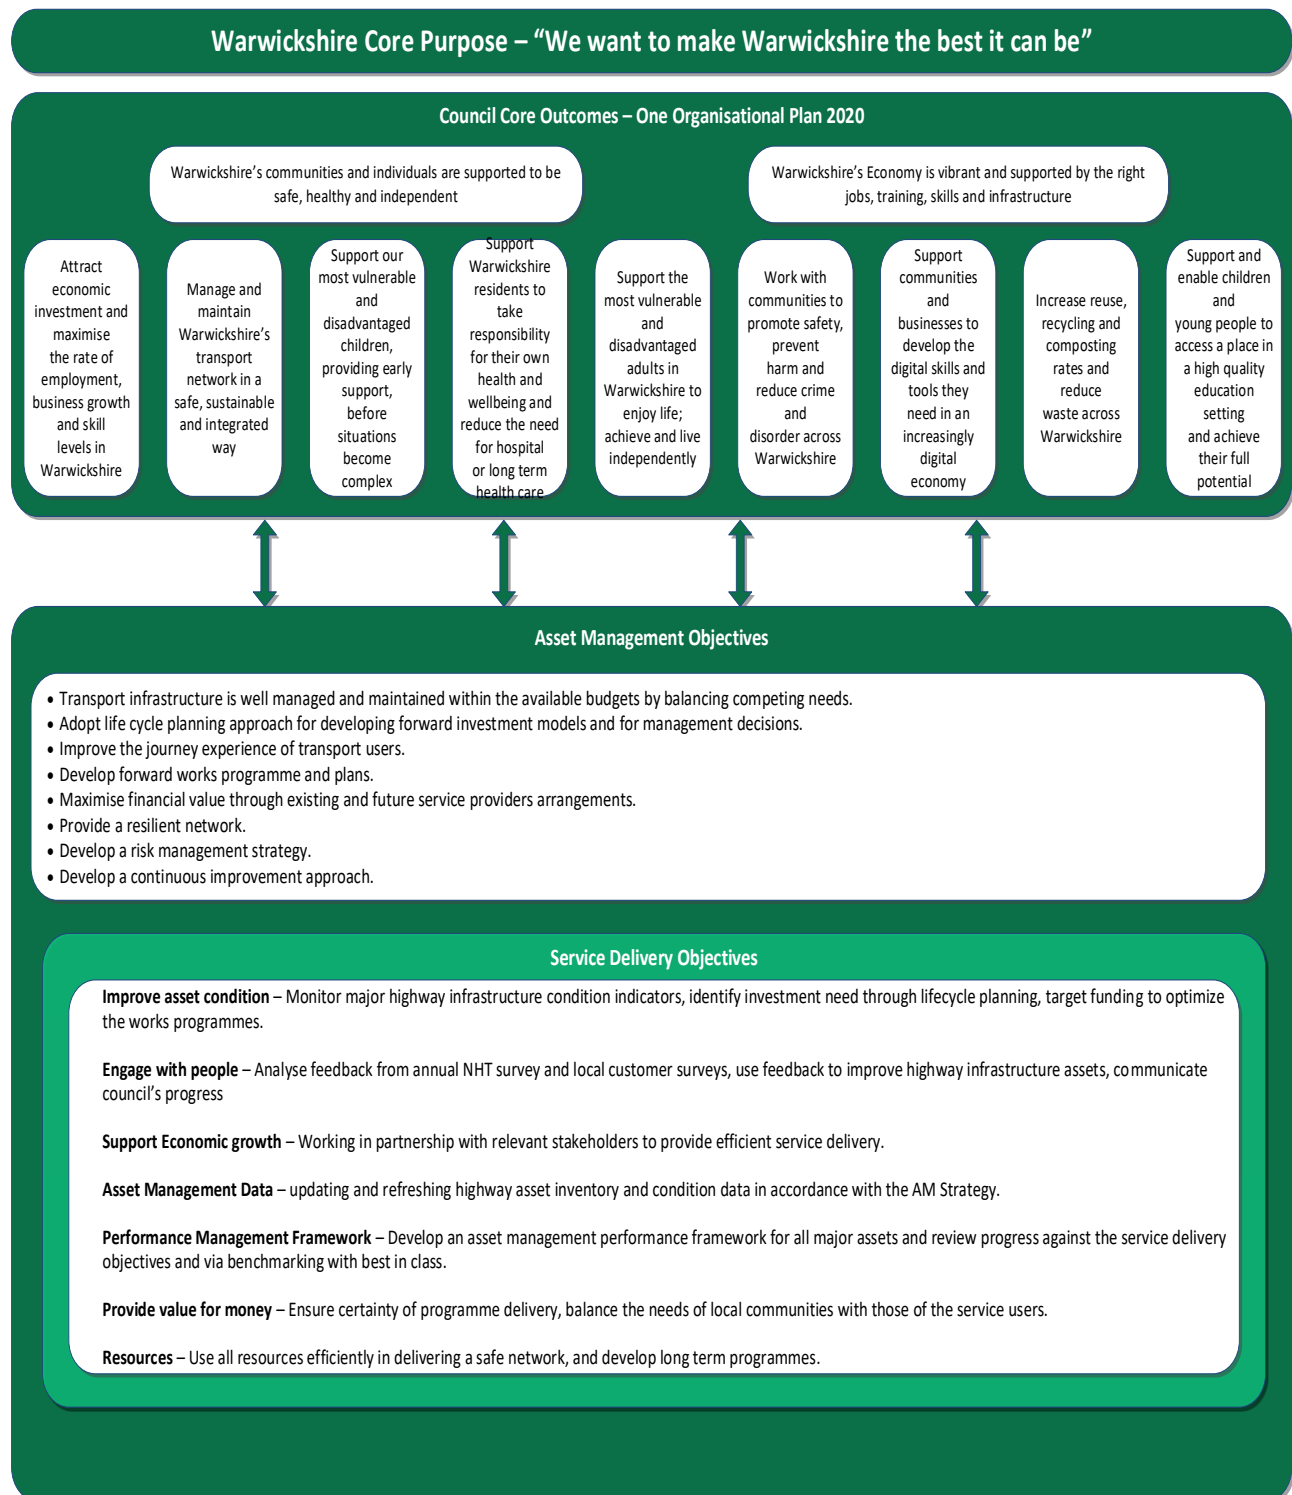 Warwickshire Core Purpose – “We want to make Warwickshire the best it can be”
Council Core Outcomes – One Organisational Plan 2020
Warwickshire’s communities and individuals are supported to be
safe, healthy and independent
Warwickshire’s Economy is vibrant and supported by the right
jobs, training, skills and infrastructure
Attract
economic
investment and
maximise
the rate of
employment,
business growth
and skill
levels in
Warwickshire
Manage and
maintain
Warwickshire’s
transport
network in a
safe, sustainable
and integrated
way
Support our
most vulnerable
and
disadvantaged
children,
providing early
support,
before
situations
become
complex
Support
Warwickshire
residents to
take
responsibility
for their own
health and
wellbeing and
reduce the need
for hospital
or long term
health care
Support the
most vulnerable
and
disadvantaged
adults in
Warwickshire to
enjoy life;
achieve and live
independently
Work with
communities to
promote safety,
prevent
harm and
reduce crime
and
disorder across
Warwickshire
Support
communities
and
businesses to
develop the
digital skills and
tools they
need in an
increasingly
digital
economy
Increase reuse,
recycling and
composting
rates and
reduce
waste across
Warwickshire
Support and
enable children
and
young people to
access a place in
a high quality
education
setting
and achieve
their full
potential
Asset Management Objectives
• Transport infrastructure is well managed and maintained within the available budgets by balancing competing needs.
• Adopt life cycle planning approach for developing forward investment models and for management decisions.
• Improve the journey experience of transport users.
• Develop forward works programme and plans.
• Maximise financial value through existing and future service providers arrangements.
• Provide a resilient network.
• Develop a risk management strategy.
• Develop a continuous improvement approach.
Service Delivery Objectives
Improve asset condition – Monitor major highway infrastructure condition indicators, identify investment need through lifecycle planning, target funding to optimize
the works programmes.
Engage with people – Analyse feedback from annual NHT survey and local customer surveys, use feedback to improve highway infrastructure assets, communicate
council’s progress
Support Economic growth – Working in partnership with relevant stakeholders to provide efficient service delivery.
Asset Management Data – updating and refreshing highway asset inventory and condition data in accordance with the AM Strategy.
Performance Management Framework – Develop an asset management performance framework for all major assets and review progress against the service delivery
objectives and via benchmarking with best in class.
Provide value for money – Ensure certainty of programme delivery, balance the needs of local communities with those of the service users.
Resources – Use all resources efficiently in delivering a safe network, and develop long term programmes.